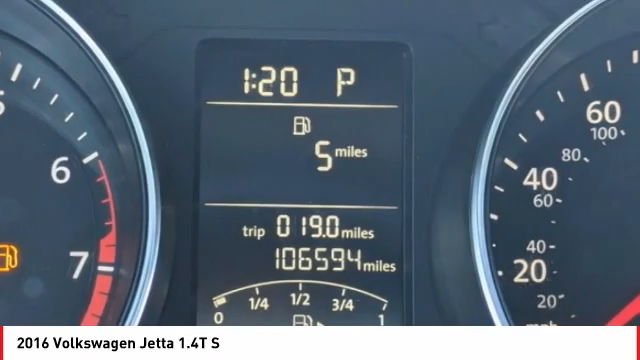 1:20 P
5 miles
trip 019.0 miles
106594 miles
0 1/4 1/2 3/4 1
6
7
60
100
80
40
60
40
20
20
2016 Volkswagen Jetta 1.4T S